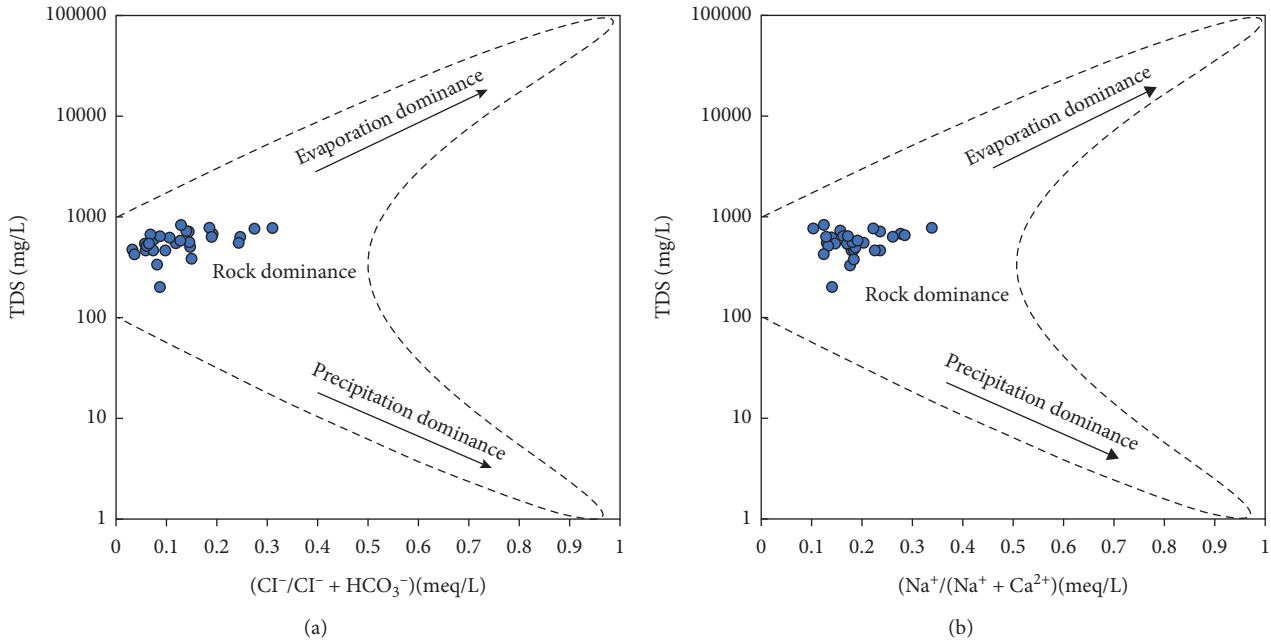 100000
10000
1000
100
10
1
TDS (mg/L)
Evaporation dominance
Rock dominance
Precipitation dominance
0 0.1 0.2 0.3 0.4 0.5 0.6 0.7 0.8 0.9 1
(Cl⁻/Cl⁻ + HCO₃⁻)(meq/L)
(a)
100000
10000
1000
100
10
1
TDS (mg/L)
Evaporation dominance
Rock dominance
Precipitation dominance
0 0.1 0.2 0.3 0.4 0.5 0.6 0.7 0.8 0.9 1
(Na⁺/(Na⁺ + Ca²⁺)(meq/L)
(b)